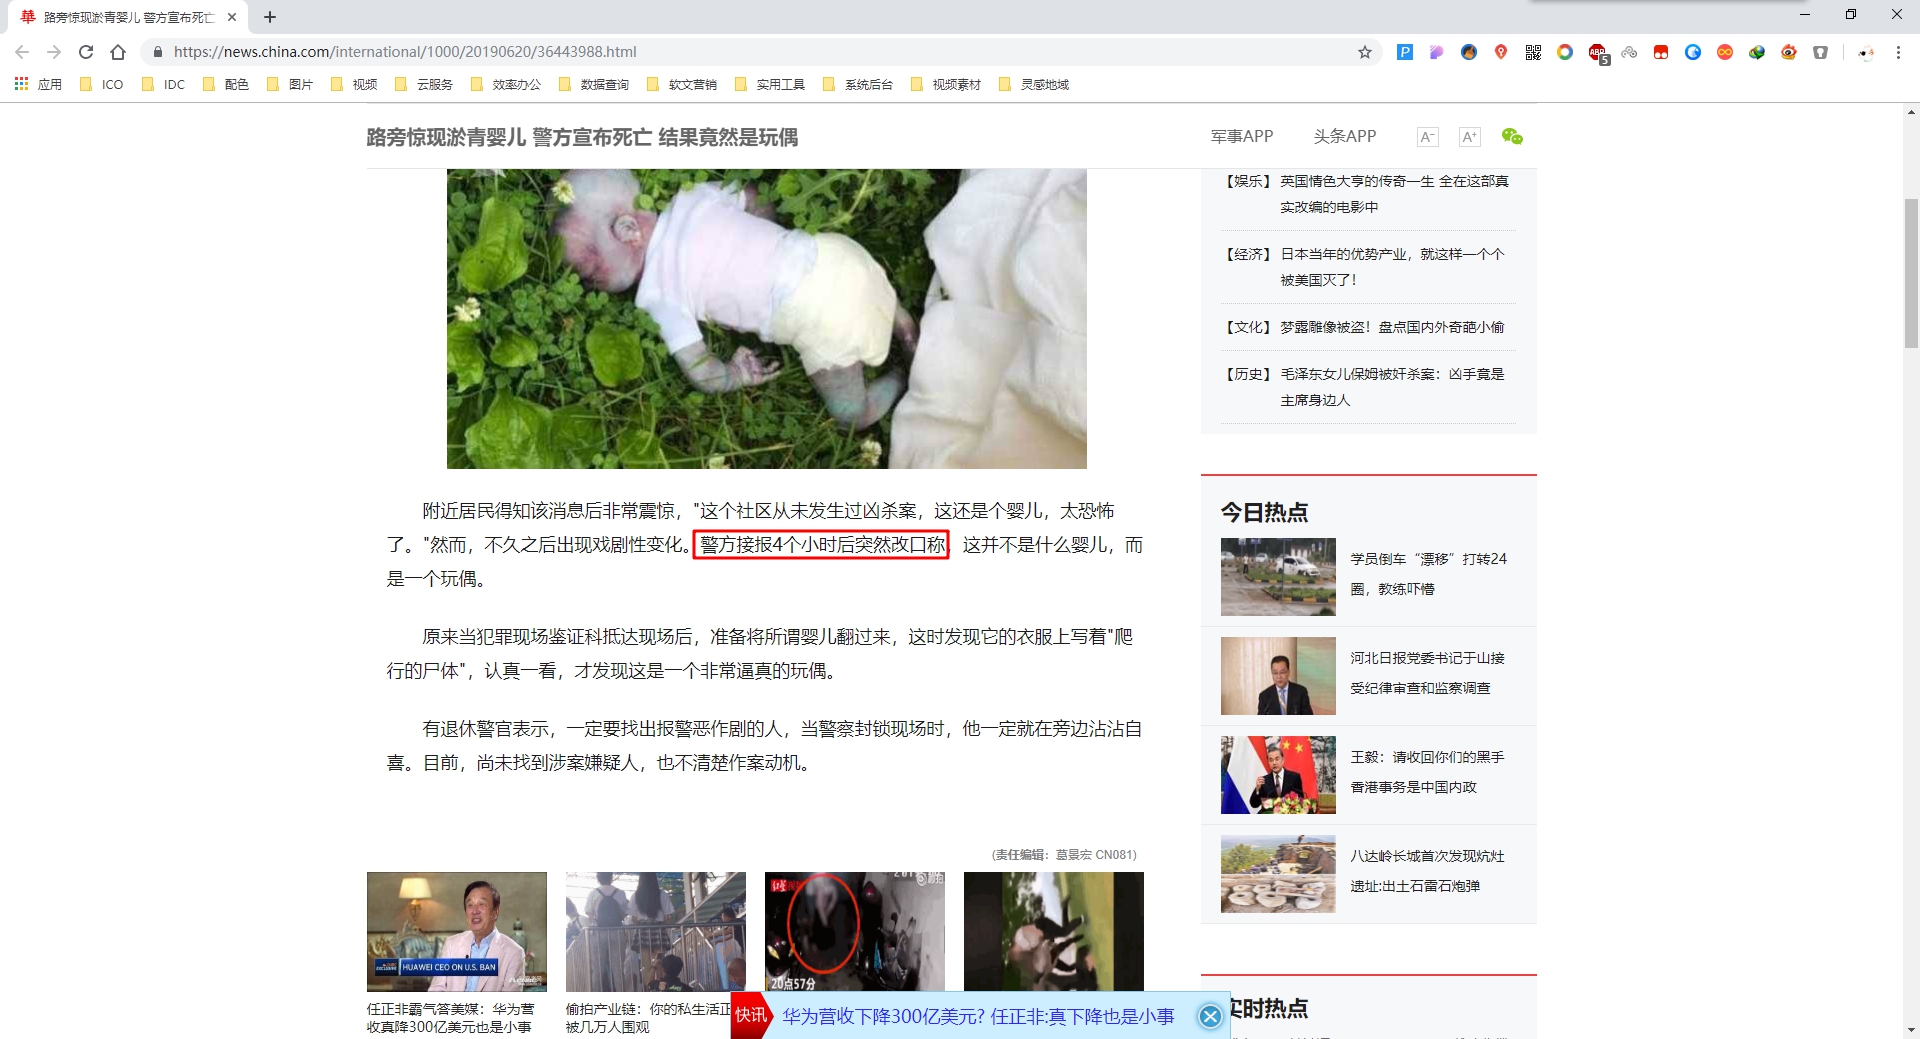 路旁惊现淤青婴儿 警方宣布死亡
https://news.china.com/international/1000/20190620/36443988.html
P
ABP
5
应用
ICO
IDC
配色
图片
视频
云服务
效率办公
数据查询
软文营销
实用工具
系统后台
视频素材
灵感地域
路旁惊现淤青婴儿 警方宣布死亡 结果竟然是玩偶
军事APP
头条APP
A-
A+
附近居民得知该消息后非常震惊，"这个社区从未发生过凶杀案，这还是个婴儿，太恐怖
了。"然而，不久之后出现戏剧性变化。警方接报4个小时后突然改口称，这并不是什么婴儿，而
是一个玩偶。
原来当犯罪现场鉴证科抵达现场后，准备将所谓婴儿翻过来，这时发现它的衣服上写着"爬
行的尸体"，认真一看，才发现这是一个非常逼真的玩偶。
有退休警官表示，一定要找出报警恶作剧的人，当警察封锁现场时，他一定就在旁边沾沾自
喜。目前，尚未找到涉案嫌疑人，也不清楚作案动机。
(责任编辑：葛景宏 CN081)
HUAWEI CEO ON U.S. BAN
20点57分
任正非霸气答美媒：华为营
收真降300亿美元也是小事
偷拍产业链：你的私生活正
被几万人围观
快讯
华为营收下降300亿美元？任正非:真下降也是小事
【娱乐】 英国情色大亨的传奇一生 全在这部真
实改编的电影中
【经济】 日本当年的优势产业，就这样一个个
被美国灭了！
【文化】 梦露雕像被盗！盘点国内外奇葩小偷
【历史】 毛泽东女儿保姆被奸杀案：凶手竟是
主席身边人
今日热点
学员倒车“漂移”打转24
圈，教练吓懵
河北日报党委书记于山接
受纪律审查和监察调查
王毅：请收回你们的黑手
香港事务是中国内政
八达岭长城首次发现炕灶
遗址:出土石雷石炮弹
实时热点